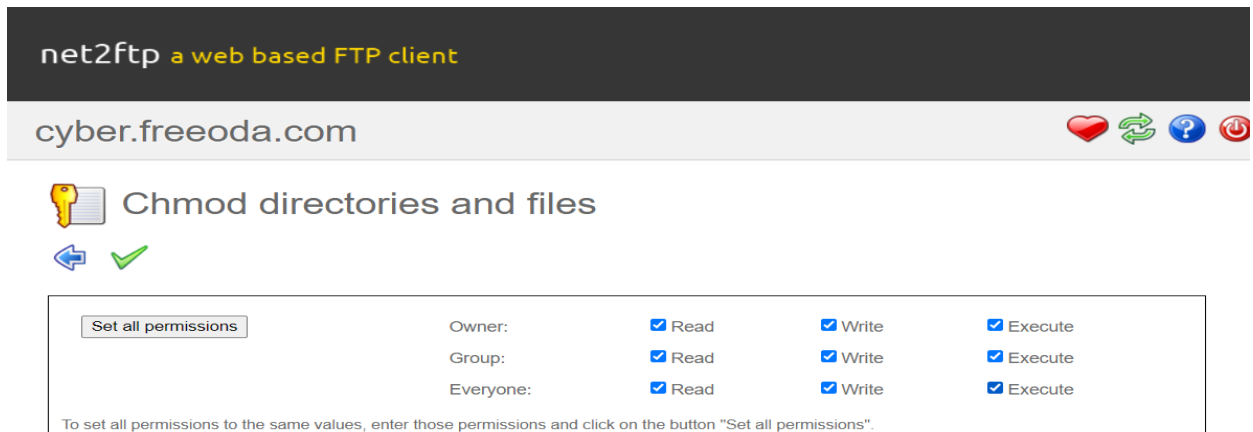 net2ftp a web based FTP client
cyber.freeoda.com
Chmod directories and files
Set all permissions Owner: Read Write Execute
Group: Read Write Execute
Everyone: Read Write Execute
To set all permissions to the same values, enter those permissions and click on the button "Set all permissions".